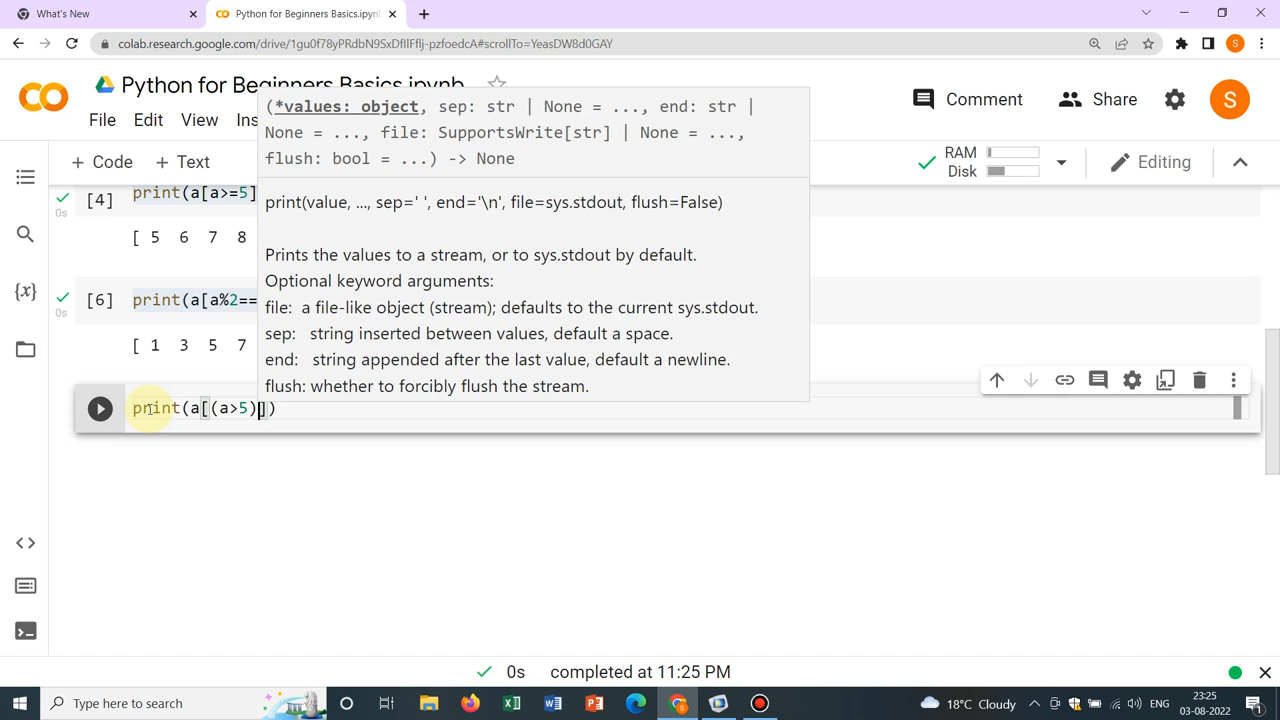 What's New
Python for Beginners Basics.ipynb
colab.research.google.com/drive/1gu0f78yPRdbN9SxDfIlFflj-pzfoedcA#scrollTo=YeasDW8d0GAY
S
Python for Beginners Basics.ipynb
Comment
Share
S
File Edit View Ins
+ Code + Text
RAM
Disk
Editing
[4] print(a[a>=5]
0s
[ 5 6 7 8
[6] print(a[a%2==
0s
[ 1 3 5 7
(*values: object, sep: str | None = ..., end: str |
None = ..., file: SupportsWrite[str] | None = ...,
flush: bool = ...) -> None
print(value, ..., sep=' ', end='\n', file=sys.stdout, flush=False)
Prints the values to a stream, or to sys.stdout by default.
Optional keyword arguments:
file: a file-like object (stream); defaults to the current sys.stdout.
sep: string inserted between values, default a space.
end: string appended after the last value, default a newline.
flush: whether to forcibly flush the stream.
print(a[(a>5)])
{x}
0s completed at 11:25 PM
Type here to search
18°C Cloudy
ENG
23:25
03-08-2022
1